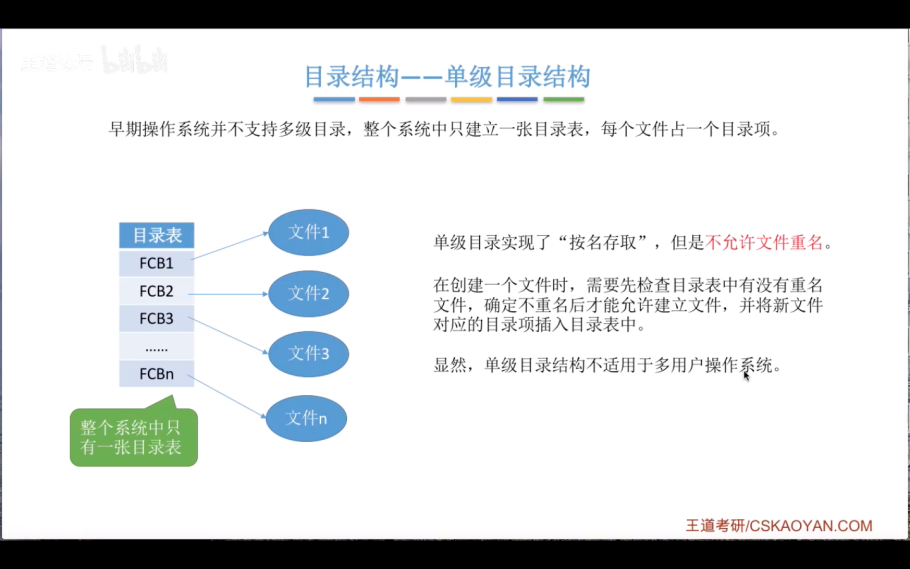 bilibili
目录结构——单级目录结构
早期操作系统并不支持多级目录，整个系统中只建立一张目录表，每个文件占一个目录项。
目录表
FCB1
FCB2
FCB3
……
FCBn
文件1
文件2
文件3
文件n
整个系统中只
有一张目录表
单级目录实现了“按名存取”，但是不允许文件重名。
在创建一个文件时，需要先检查目录表中有没有重名
文件，确定不重名后才能允许建立文件，并将新文件
对应的目录项插入目录表中。
显然，单级目录结构不适用于多用户操作系统。
王道考研/CSKAOYAN.COM